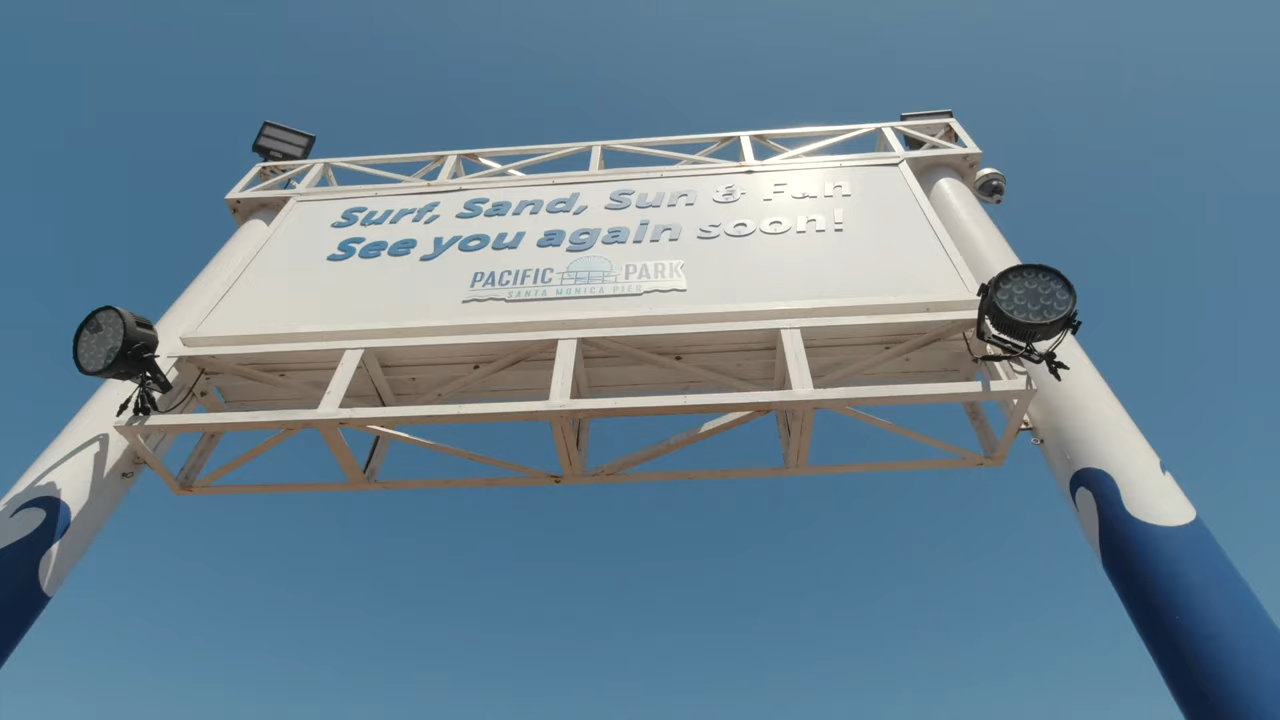 Surf, Sand, Sun & Fun
See you again soon!
PACIFIC PARK
SANTA MONICA PIER